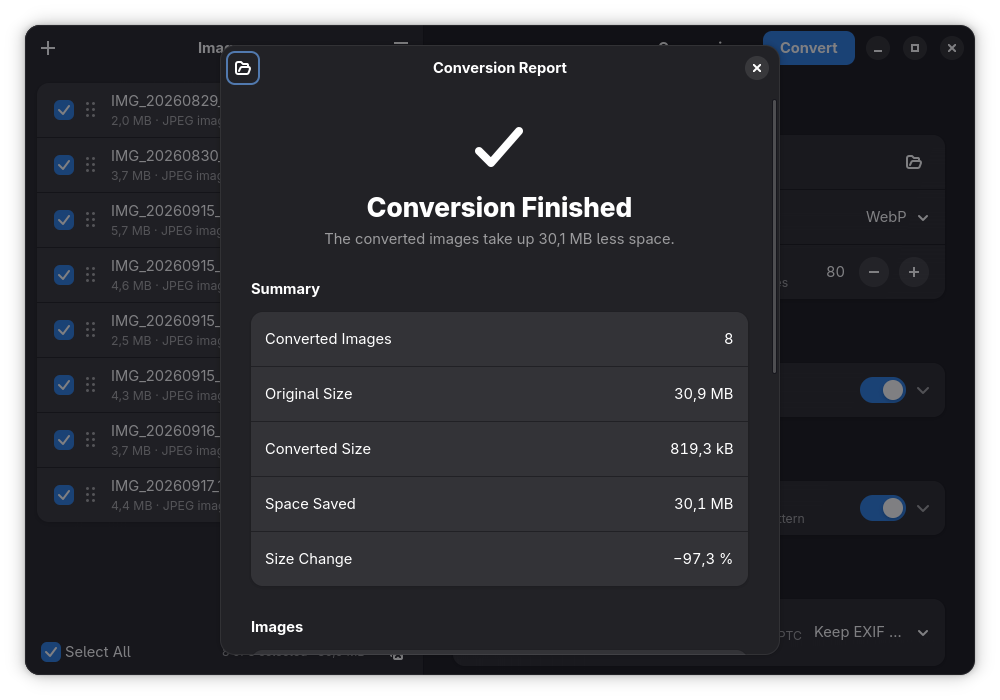 Conversion Report
Convert
IMG_20260829_
2,0 MB · JPEG imag
IMG_20260830_
3,7 MB · JPEG imag
IMG_20260915_
5,7 MB · JPEG imag
IMG_20260915_
4,6 MB · JPEG imag
IMG_20260915_
2,5 MB · JPEG imag
IMG_20260915_
4,3 MB · JPEG imag
IMG_20260916_
3,7 MB · JPEG imag
IMG_20260917_
4,4 MB · JPEG imag
Select All
Conversion Finished
The converted images take up 30,1 MB less space.
Summary
Converted Images 8
Original Size 30,9 MB
Converted Size 819,3 kB
Space Saved 30,1 MB
Size Change −97,3 %
Images
WebP
80
Keep EXIF ...